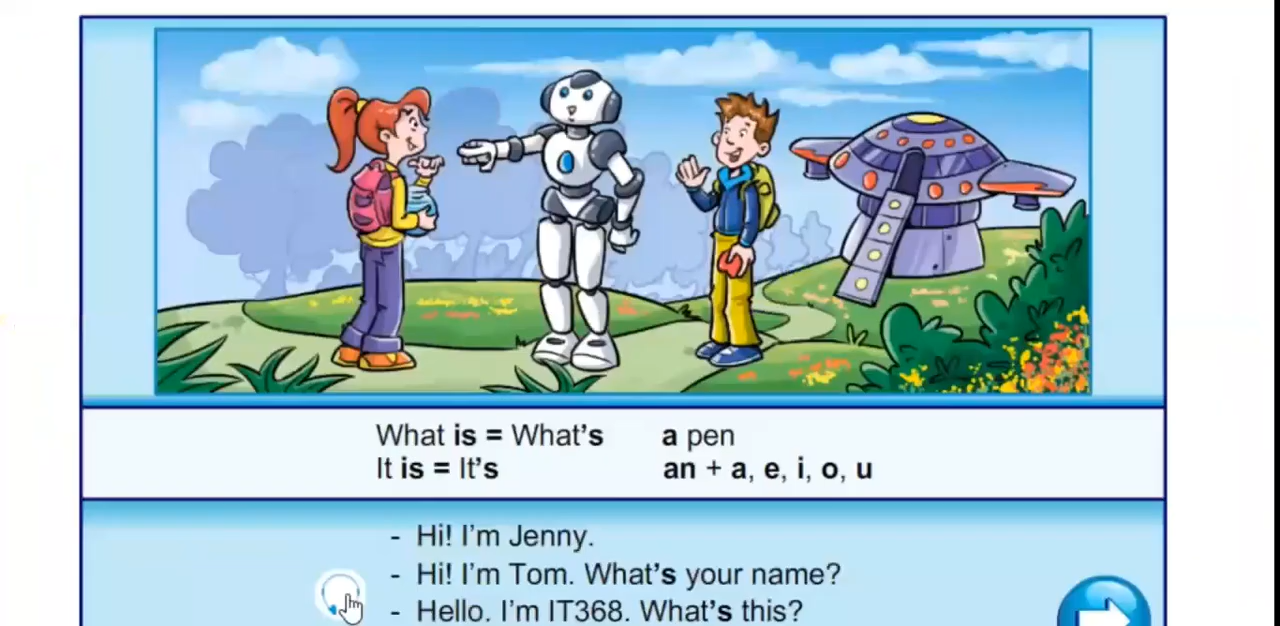 What is = What's a pen
It is = It's an + a, e, i, o, u
- Hi! I'm Jenny.
- Hi! I'm Tom. What's your name?
- Hello. I'm IT368. What's this?